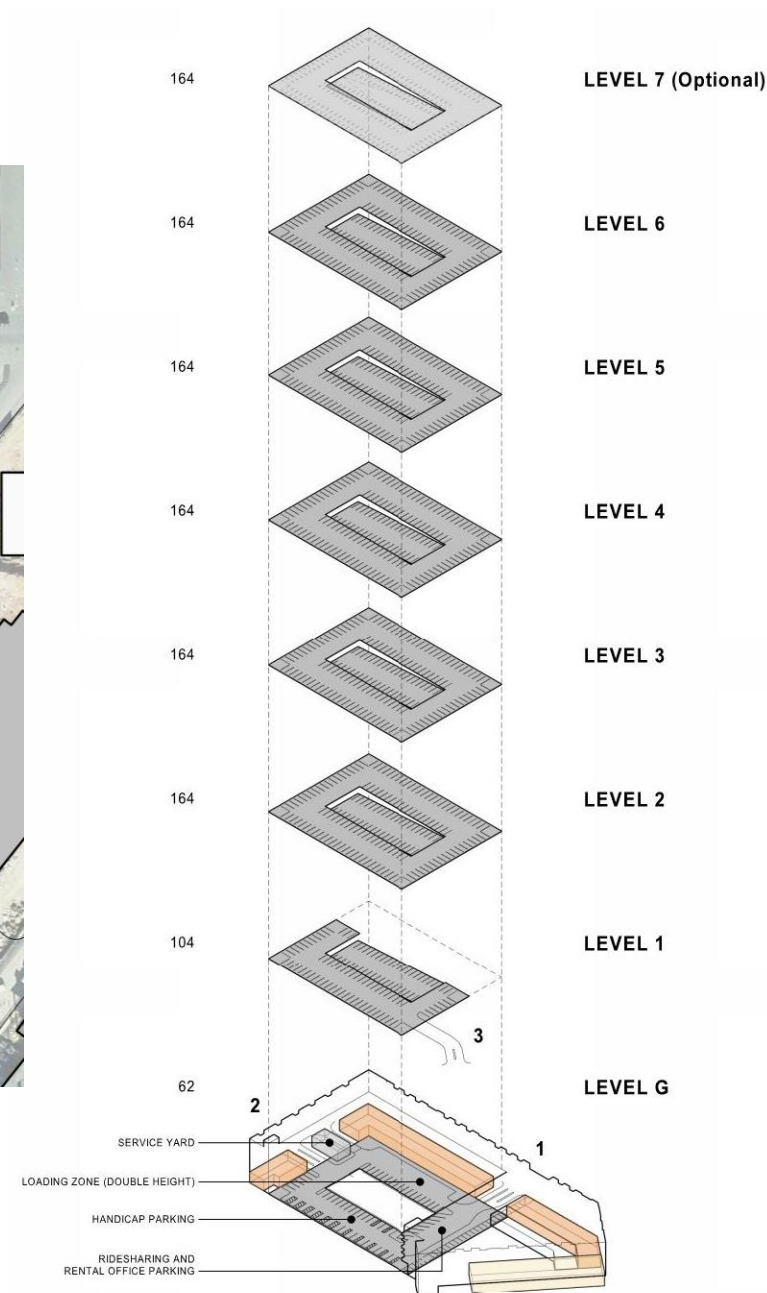 164 LEVEL 7 (Optional)
164 LEVEL 6
164 LEVEL 5
164 LEVEL 4
164 LEVEL 3
164 LEVEL 2
104 LEVEL 1
3
62 LEVEL G
2
1
SERVICE YARD
LOADING ZONE (DOUBLE HEIGHT)
HANDICAP PARKING
RIDESHARING AND
RENTAL OFFICE PARKING